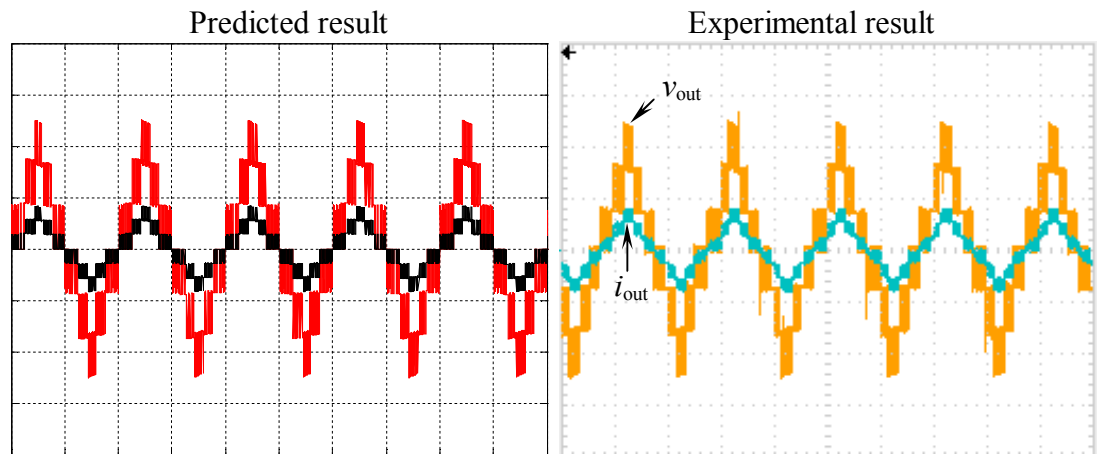 Predicted result
Experimental result
vout
iout